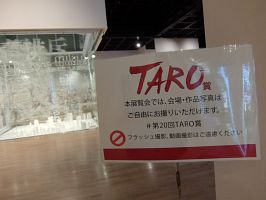 TARO賞
本展覧会では、会場・作品写真は
ご自由にお撮りいただけます。
#第20回TARO賞
フラッシュ撮影、動画撮影はご遠慮ください